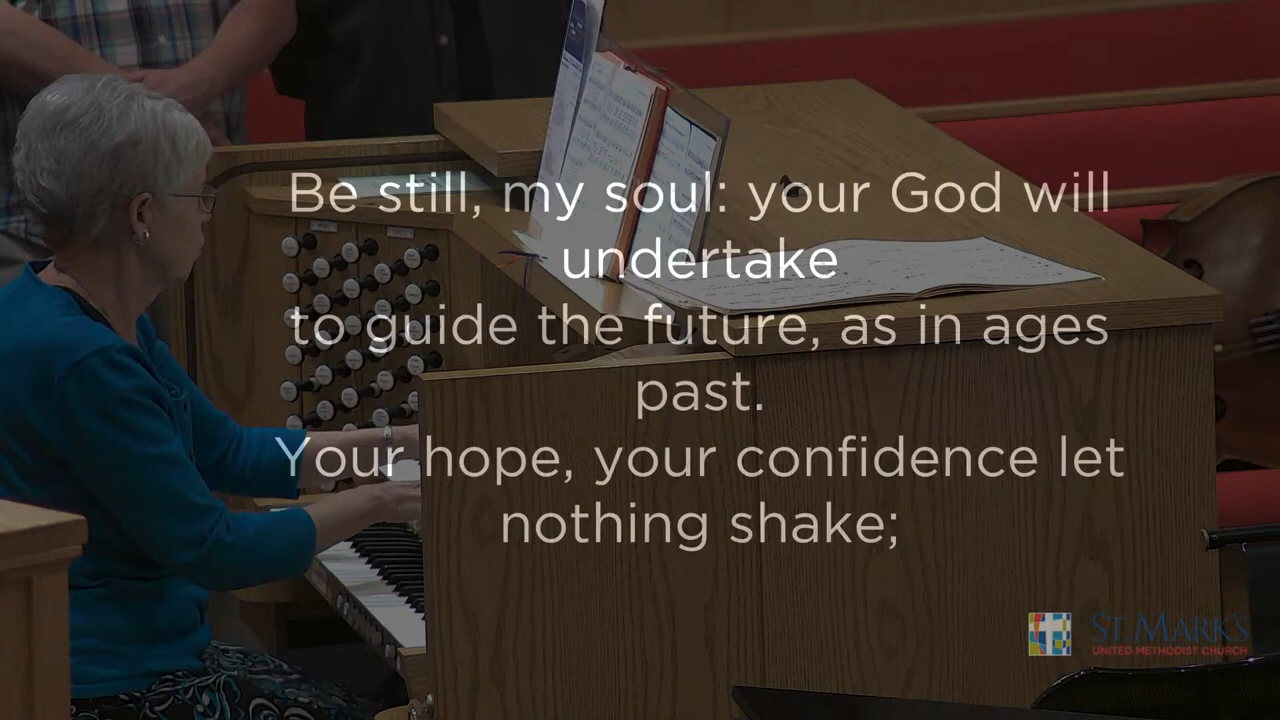 Be still, my soul: your God will
undertake
to guide the future, as in ages
past.
Your hope, your confidence let
nothing shake;
ST MARK'S
UNITED METHODIST CHURCH